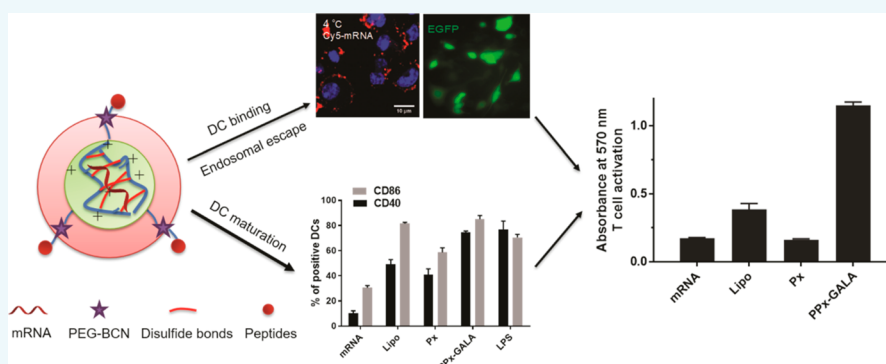 4 °C
Cy5-mRNA
10 μm
EGFP
DC binding
Endosomal escape
DC maturation
mRNA
PEG-BCN
Disulfide bonds
Peptides
CD86
CD40
% of positive DCs
100
80
60
40
20
0
mRNA
Lipo
Px
PPx-GALA
LPS
Absorbance at 570 nm
T cell activation
1.0
0.5
0.0
mRNA
Lipo
Px
PPx-GALA